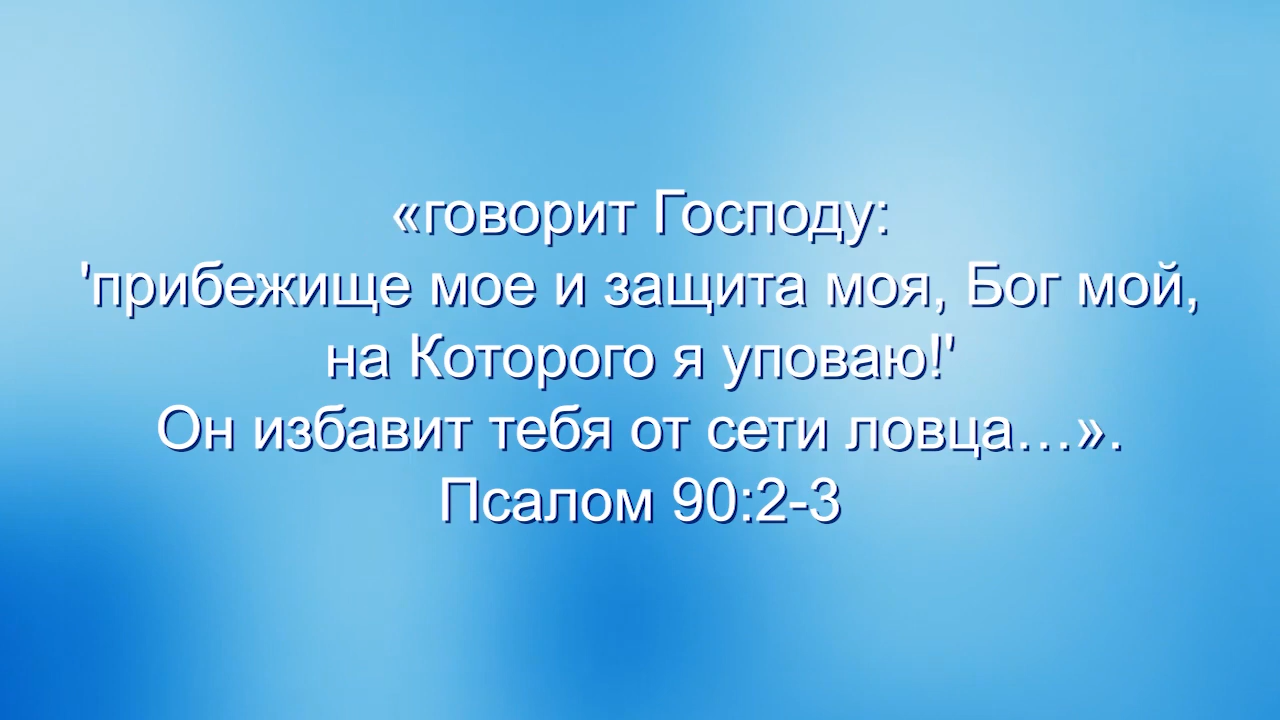 «говорит Господу:
'прибежище мое и защита моя, Бог мой,
на Которого я уповаю!'
Он избавит тебя от сети ловца…».
Псалом 90:2-3